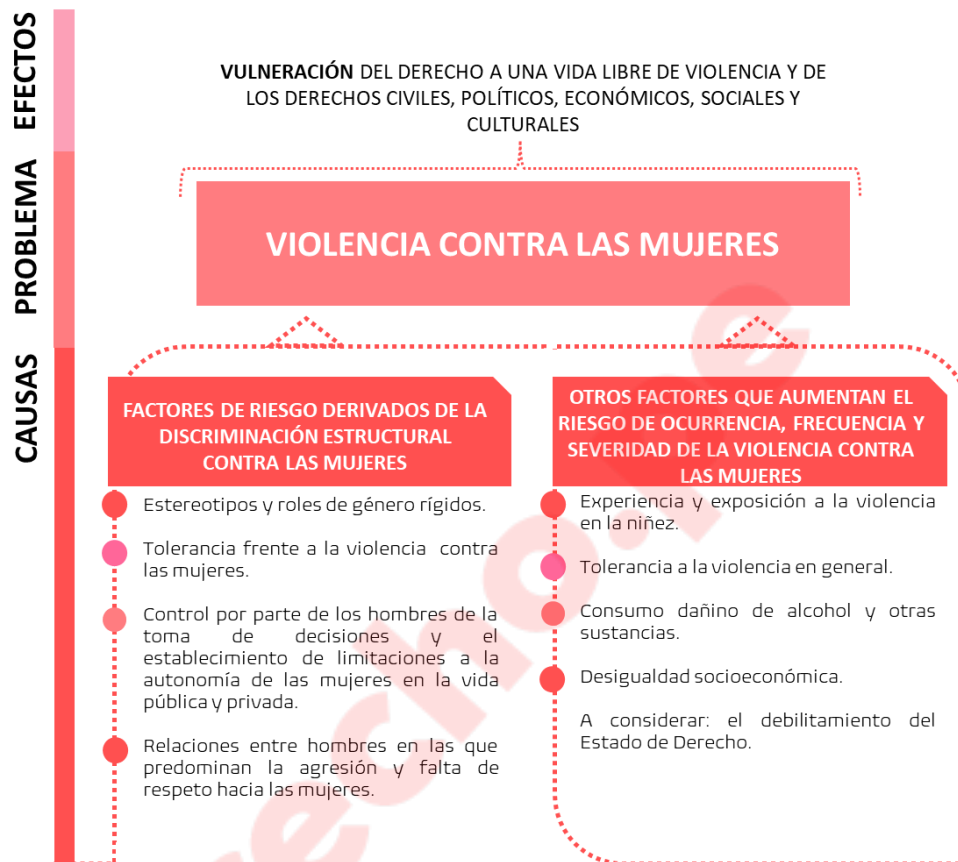 EFECTOS
VULNERACIÓN DEL DERECHO A UNA VIDA LIBRE DE VIOLENCIA Y DE
LOS DERECHOS CIVILES, POLÍTICOS, ECONÓMICOS, SOCIALES Y
CULTURALES
PROBLEMA
VIOLENCIA CONTRA LAS MUJERES
CAUSAS
FACTORES DE RIESGO DERIVADOS DE LA
DISCRIMINACIÓN ESTRUCTURAL
CONTRA LAS MUJERES
Estereotipos y roles de género rígidos.
Tolerancia frente a la violencia contra
las mujeres.
Control por parte de los hombres de la
toma de decisiones y el
establecimiento de limitaciones a la
autonomía de las mujeres en la vida
pública y privada.
Relaciones entre hombres en las que
predominan la agresión y falta de
respeto hacia las mujeres.
OTROS FACTORES QUE AUMENTAN EL
RIESGO DE OCURRENCIA, FRECUENCIA Y
SEVERIDAD DE LA VIOLENCIA CONTRA
LAS MUJERES
Experiencia y exposición a la violencia
en la niñez.
Tolerancia a la violencia en general.
Consumo dañino de alcohol y otras
sustancias.
Desigualdad socioeconómica.
A considerar: el debilitamiento del
Estado de Derecho.
recho.pe